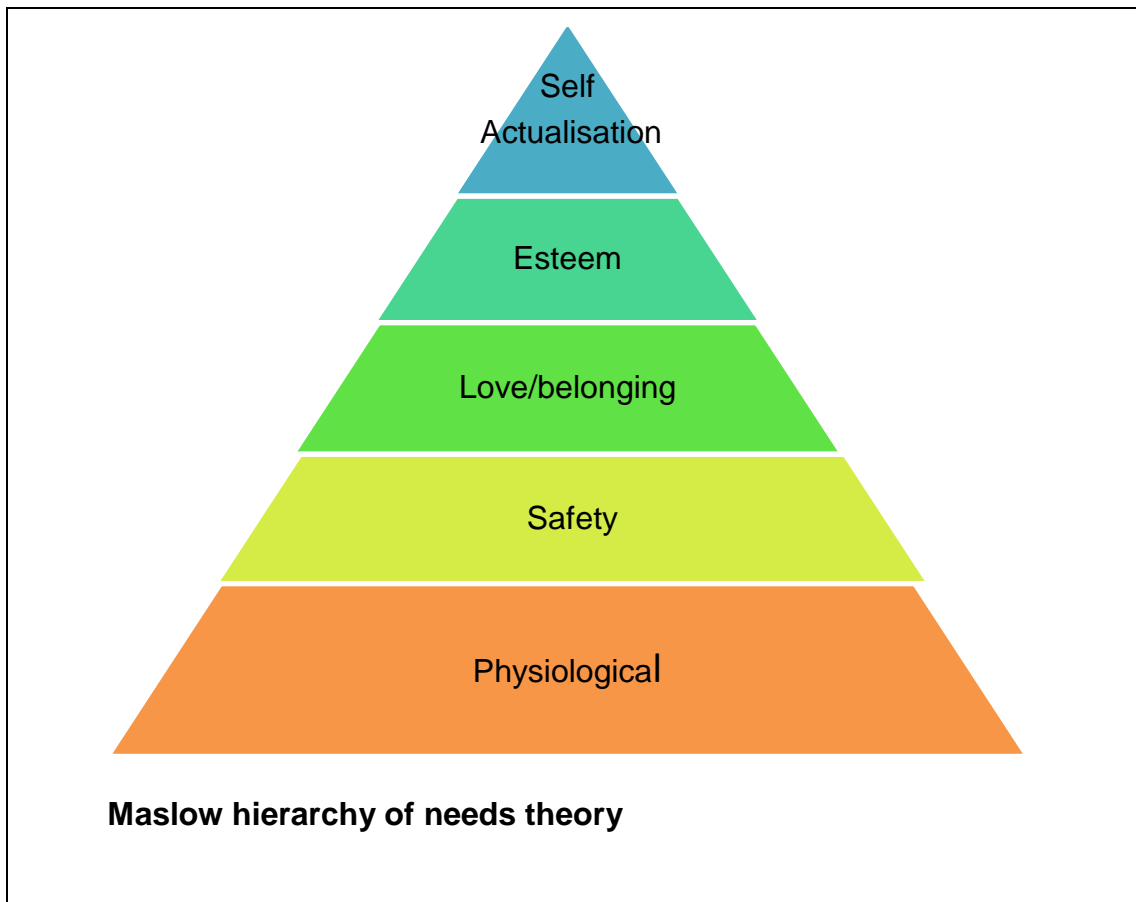 Self
Actualisation
Esteem
Love/belonging
Safety
Physiological
Maslow hierarchy of needs theory